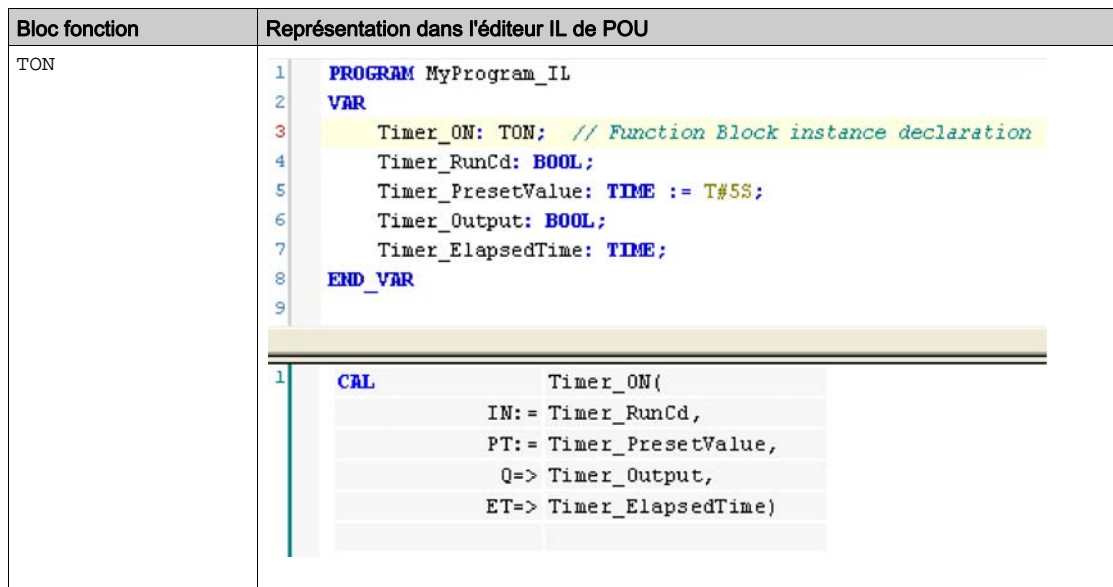 Bloc fonction Représentation dans l'éditeur IL de POU
TON
1 PROGRAM MyProgram_IL
2 VAR
3 Timer_ON: TON; // Function Block instance declaration
4 Timer_RunCd: BOOL;
5 Timer_PresetValue: TIME := T#5S;
6 Timer_Output: BOOL;
7 Timer_ElapsedTime: TIME;
8 END_VAR
9
1 CAL Timer_ON(
IN:= Timer_RunCd,
PT:= Timer_PresetValue,
Q=> Timer_Output,
ET=> Timer_ElapsedTime)